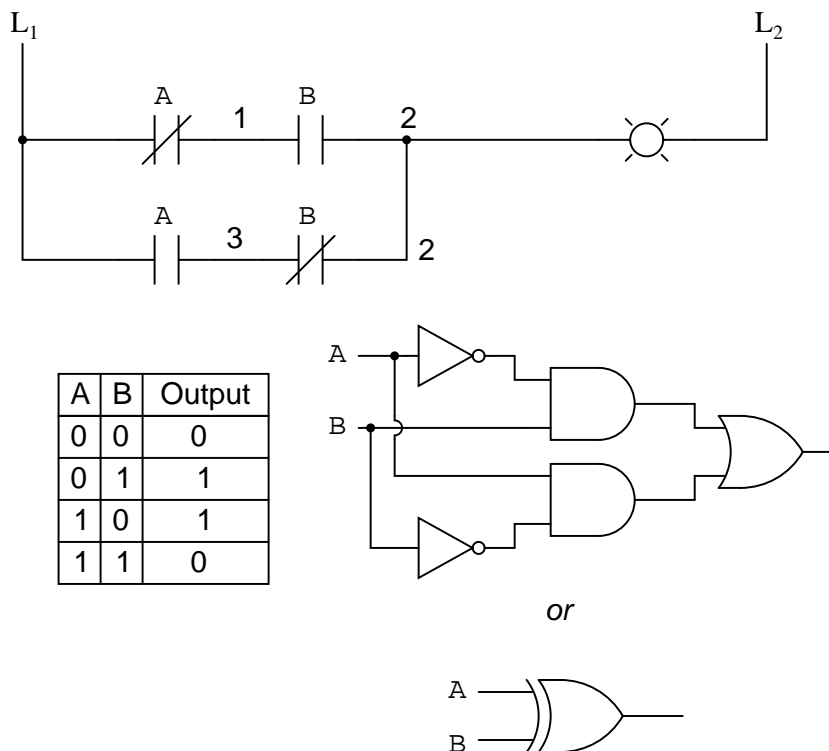 L1 L2
A 1 B 2
A 3 B 2
A B Output
0 0 0
0 1 1
1 0 1
1 1 0
A
B
or
A
B